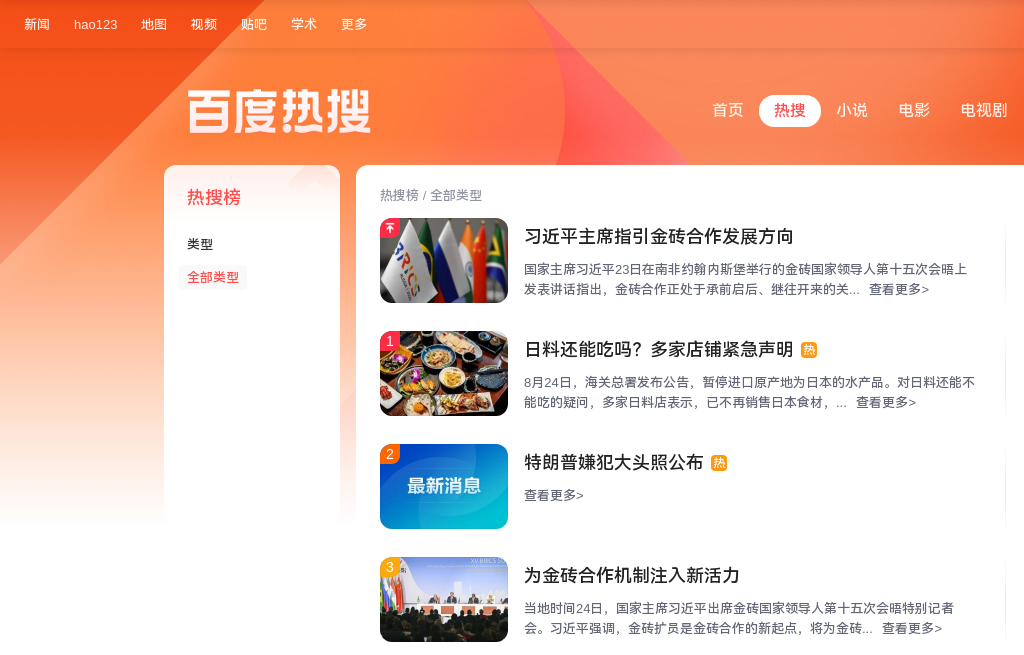 新闻 hao123 地图 视频 贴吧 学术 更多
百度热搜
首页 热搜 小说 电影 电视剧
热搜榜
类型
全部类型
热搜榜 / 全部类型
BRICS
习近平主席指引金砖合作发展方向
国家主席习近平23日在南非约翰内斯堡举行的金砖国家领导人第十五次会晤上
发表讲话指出，金砖合作正处于承前启后、继往开来的关... 查看更多>
1
日料还能吃吗？多家店铺紧急声明 热
8月24日，海关总署发布公告，暂停进口原产地为日本的水产品。对日料还能不
能吃的疑问，多家日料店表示，已不再销售日本食材，... 查看更多>
2
最新消息
特朗普嫌犯大头照公布 热
查看更多>
3
为金砖合作机制注入新活力
当地时间24日，国家主席习近平出席金砖国家领导人第十五次会晤特别记者
会。习近平强调，金砖扩员是金砖合作的新起点，将为金砖... 查看更多>